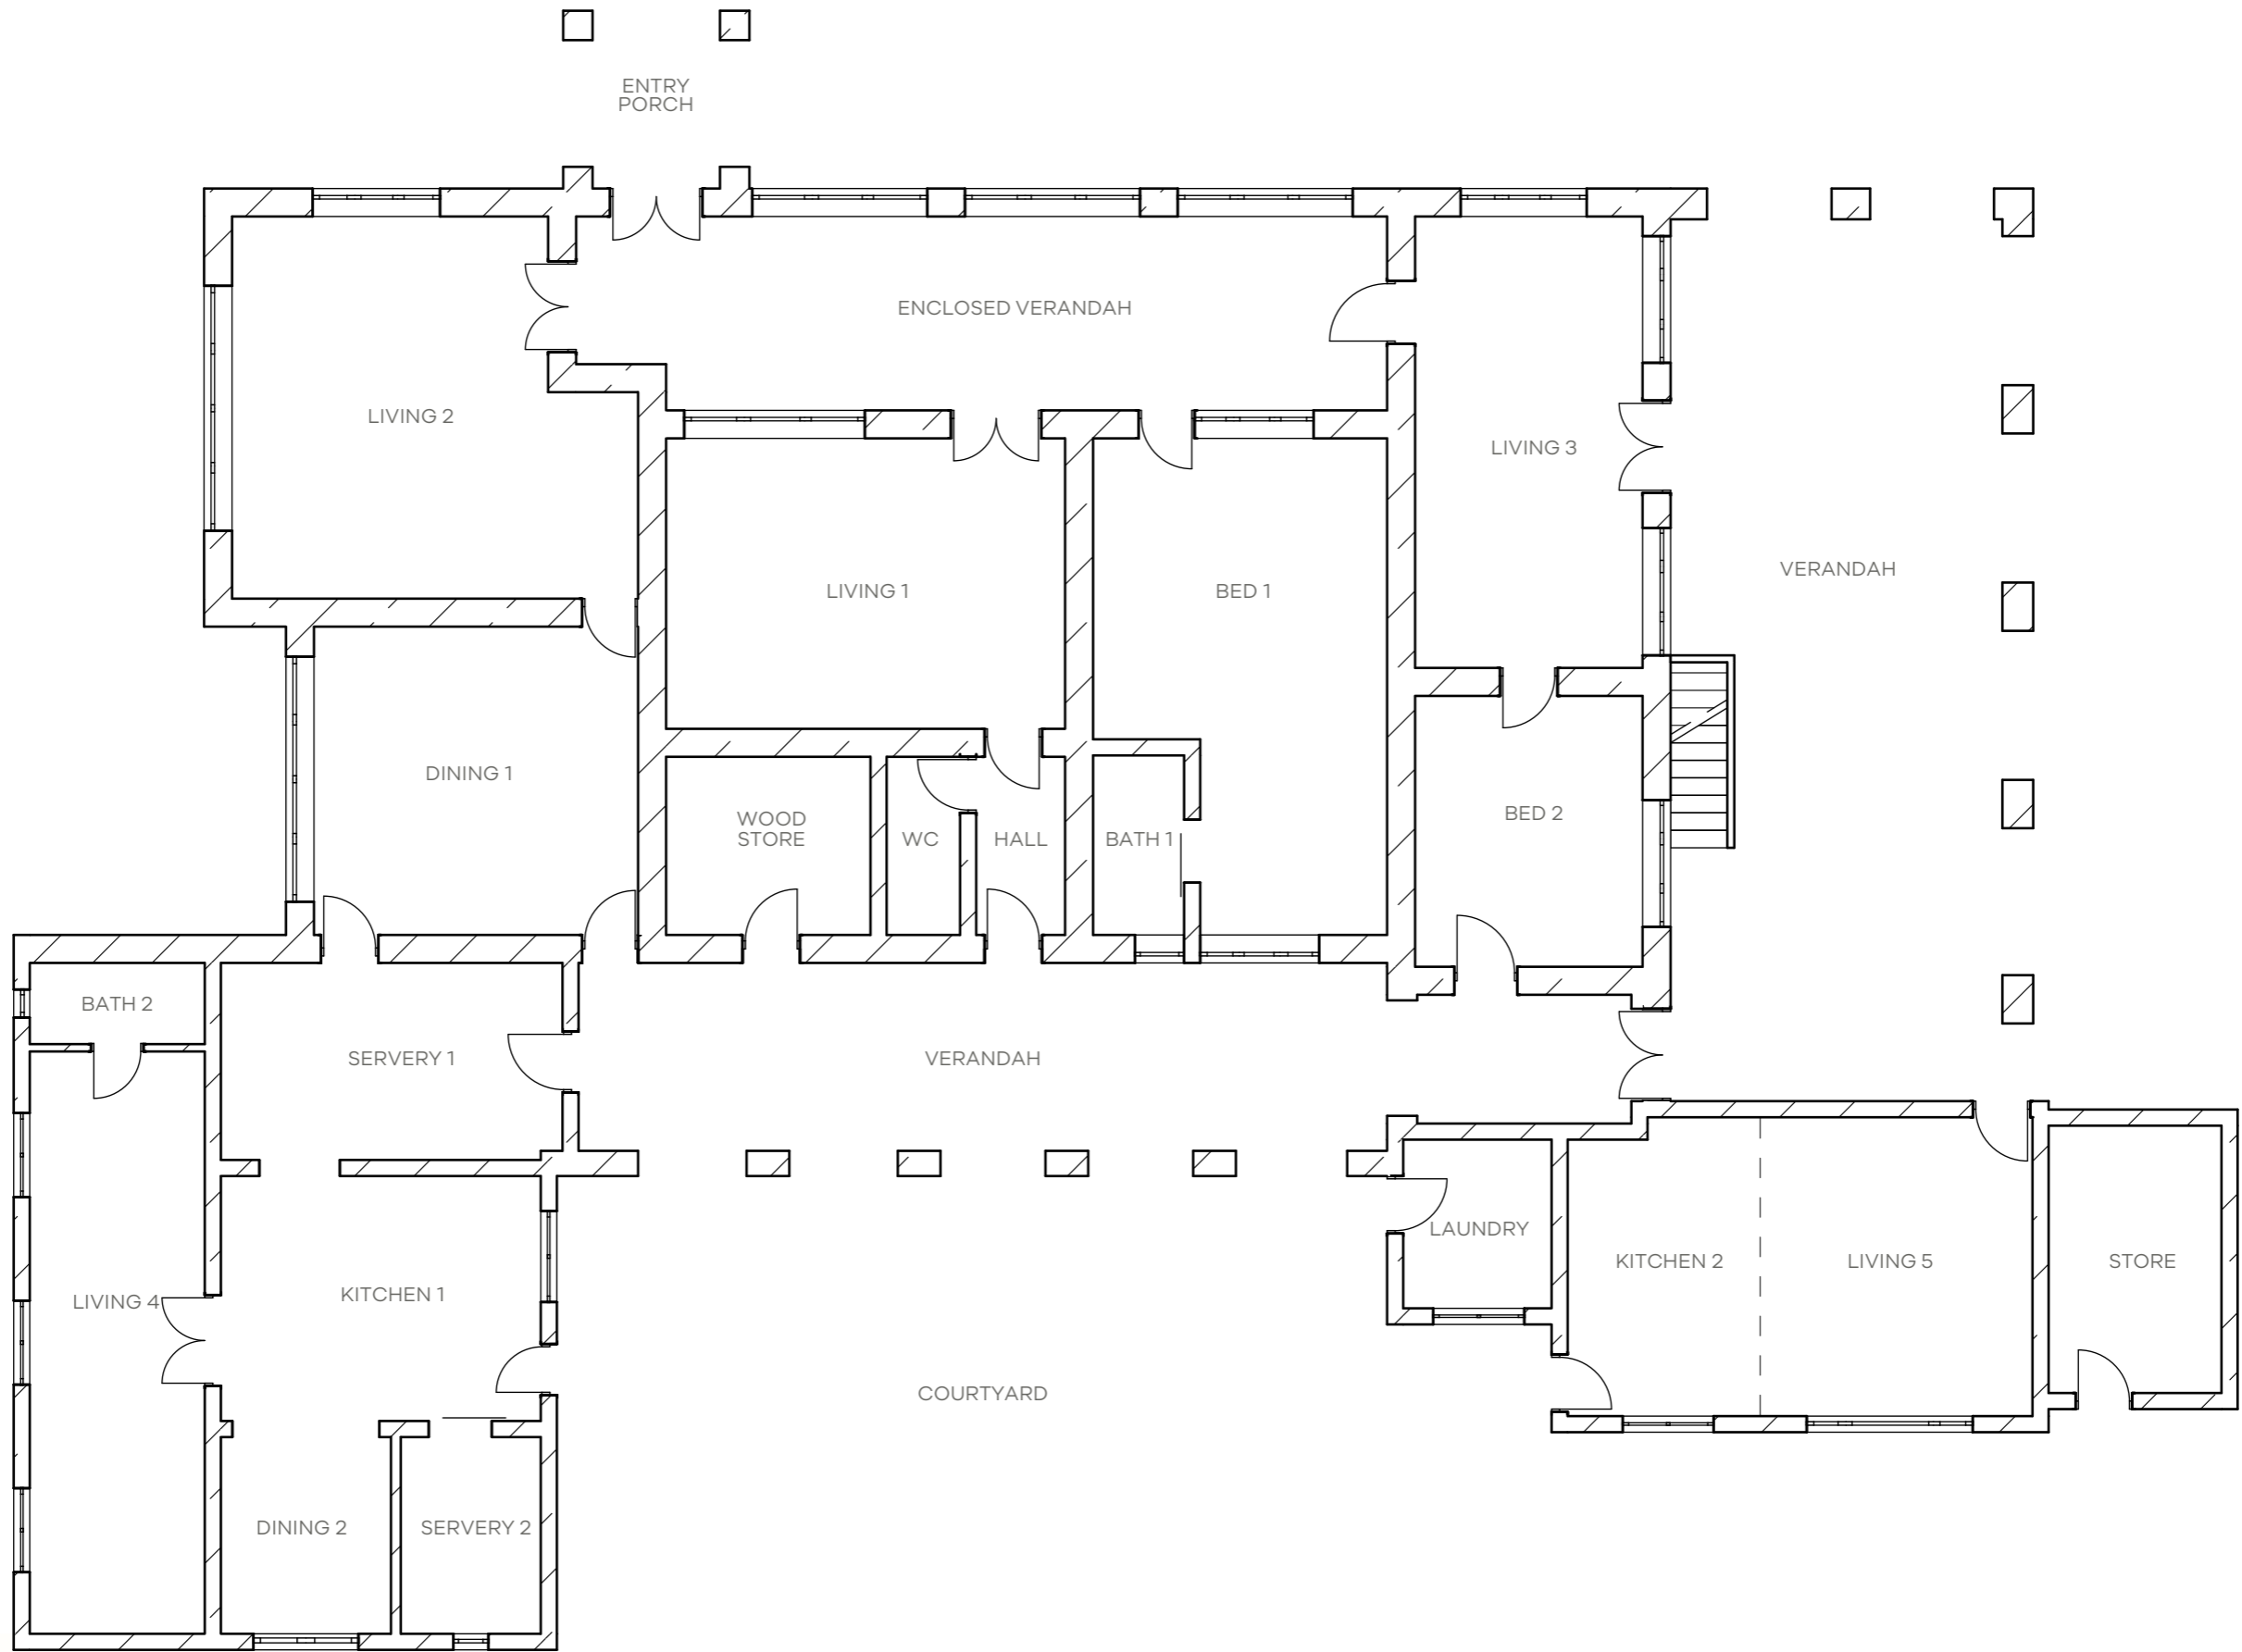 ENTRY
PORCH
ENCLOSED VERANDAH
LIVING 2
LIVING 3
VERANDAH
LIVING 1
BED 1
DINING 1
BED 2
WOOD
STORE
WC
HALL
BATH 1
BATH 2
SERVERY 1
VERANDAH
LAUNDRY
KITCHEN 2
LIVING 5
STORE
LIVING 4
KITCHEN 1
COURTYARD
DINING 2
SERVERY 2